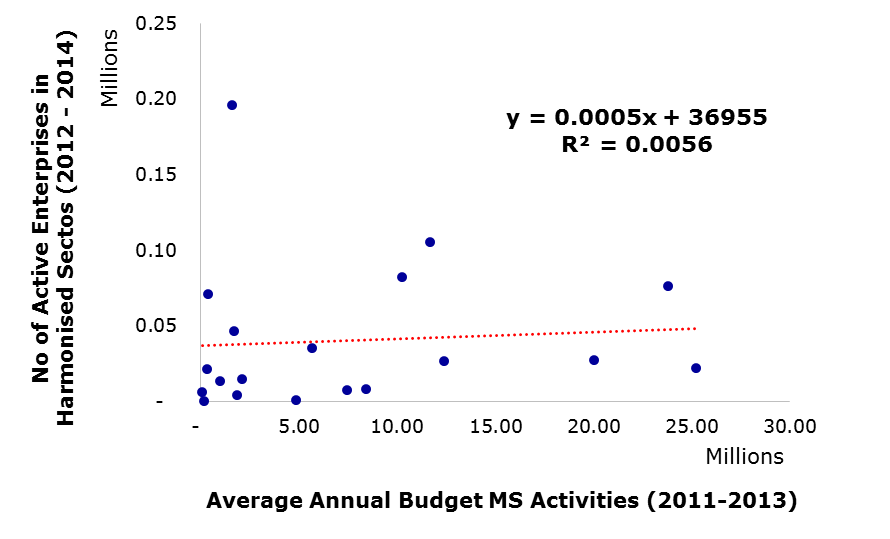 No of Active Enterprises in
Harmonised Sectos (2012 - 2014)
Millions
0.25
0.20
0.15
0.10
0.05
-
y = 0.0005x + 36955
R² = 0.0056
- 5.00 10.00 15.00 20.00 25.00 30.00
Millions
Average Annual Budget MS Activities (2011-2013)